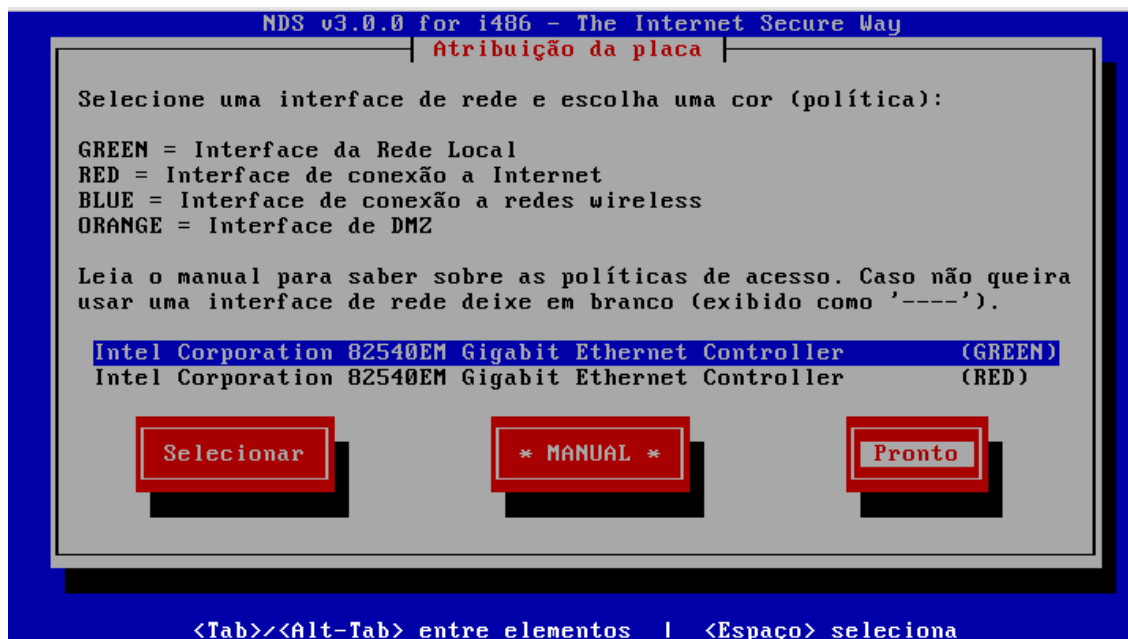 NDS v3.0.0 for i486 - The Internet Secure Way
Atribuição da placa
Selecione uma interface de rede e escolha uma cor (política):
GREEN = Interface da Rede Local
RED = Interface de conexão a Internet
BLUE = Interface de conexão a redes wireless
ORANGE = Interface de DMZ
Leia o manual para saber sobre as políticas de acesso. Caso não queira
usar uma interface de rede deixe em branco (exibido como '----').
Intel Corporation 82540EM Gigabit Ethernet Controller (GREEN)
Intel Corporation 82540EM Gigabit Ethernet Controller (RED)
Selecionar * MANUAL * Pronto
<Tab>/<Alt-Tab> entre elementos | <Espaço> seleciona